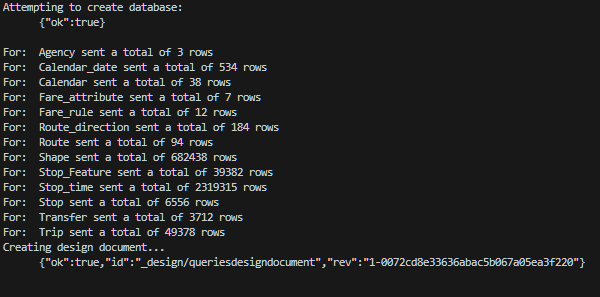 Attempting to create database:
{"ok":true}
For: Agency sent a total of 3 rows
For: Calendar_date sent a total of 534 rows
For: Calendar sent a total of 38 rows
For: Fare_attribute sent a total of 7 rows
For: Fare_rule sent a total of 12 rows
For: Route_direction sent a total of 184 rows
For: Route sent a total of 94 rows
For: Shape sent a total of 682438 rows
For: Stop_Feature sent a total of 39382 rows
For: Stop_time sent a total of 2319315 rows
For: Stop sent a total of 6556 rows
For: Transfer sent a total of 3712 rows
For: Trip sent a total of 49378 rows
Creating design document...
{"ok":true,"id":"_design/queriesdesigndocument","rev":"1-0072cd8e33636abac5b067a05ea3f220"}